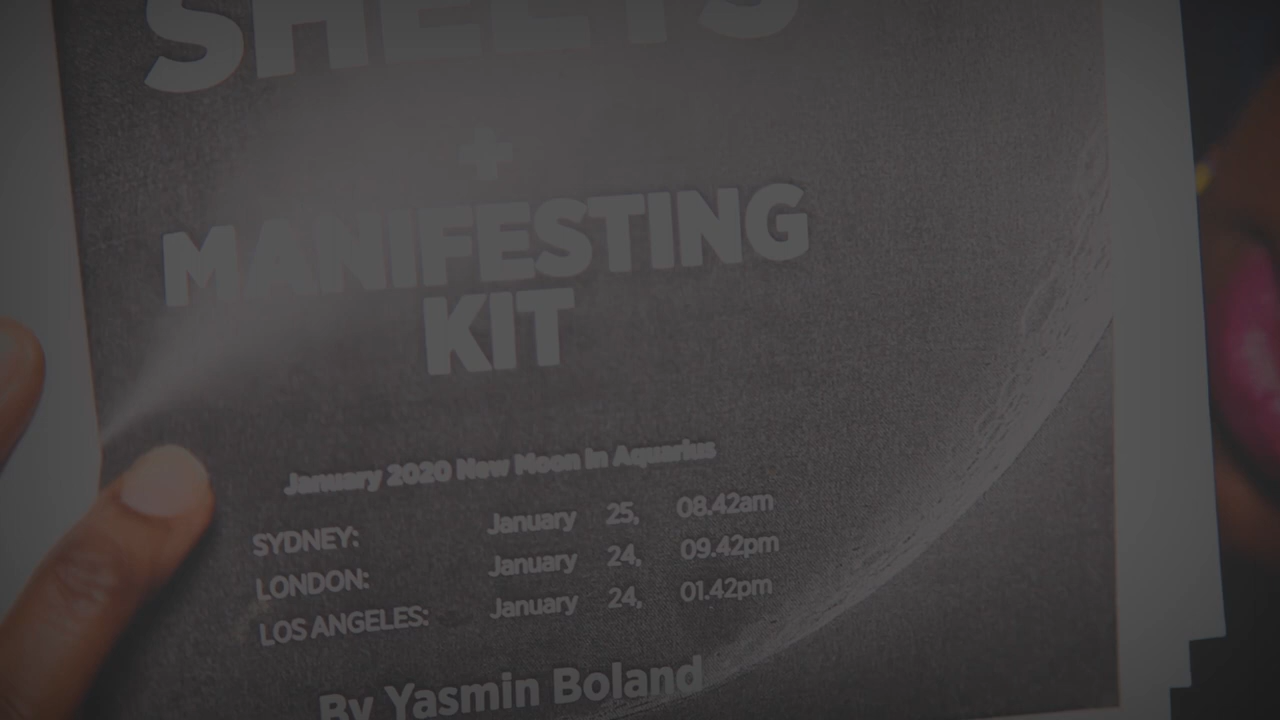 SHEETS
+
MANIFESTING
KIT
January 2020 New Moon in Aquarius
SYDNEY: January 25, 08.42am
LONDON: January 24, 09.42pm
LOS ANGELES: January 24, 01.42pm
By Yasmin Boland